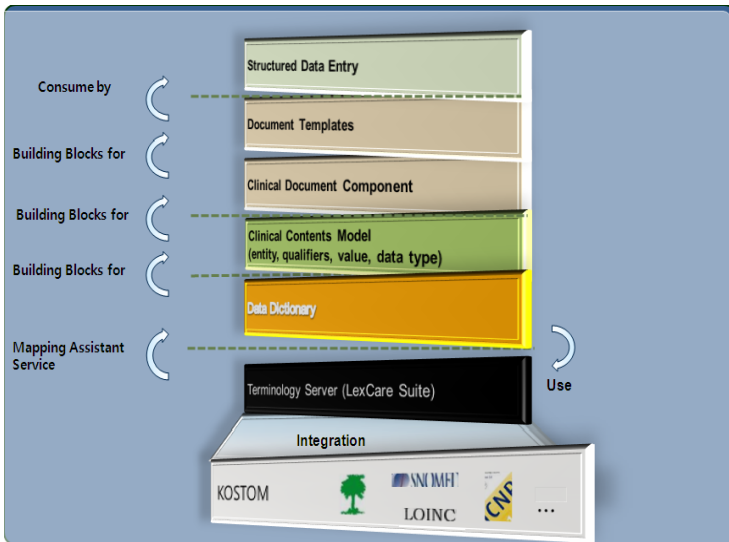 Structured Data Entry
Consume by
Document Templates
Building Blocks for
Clinical Document Component
Building Blocks for
Clinical Contents Model
(entity, qualifiers, value, data type)
Building Blocks for
Data Dictionary
Mapping Assistant
Service
Use
Terminology Server (LexCare Suite)
Integration
KOSTOM
LOINC
...